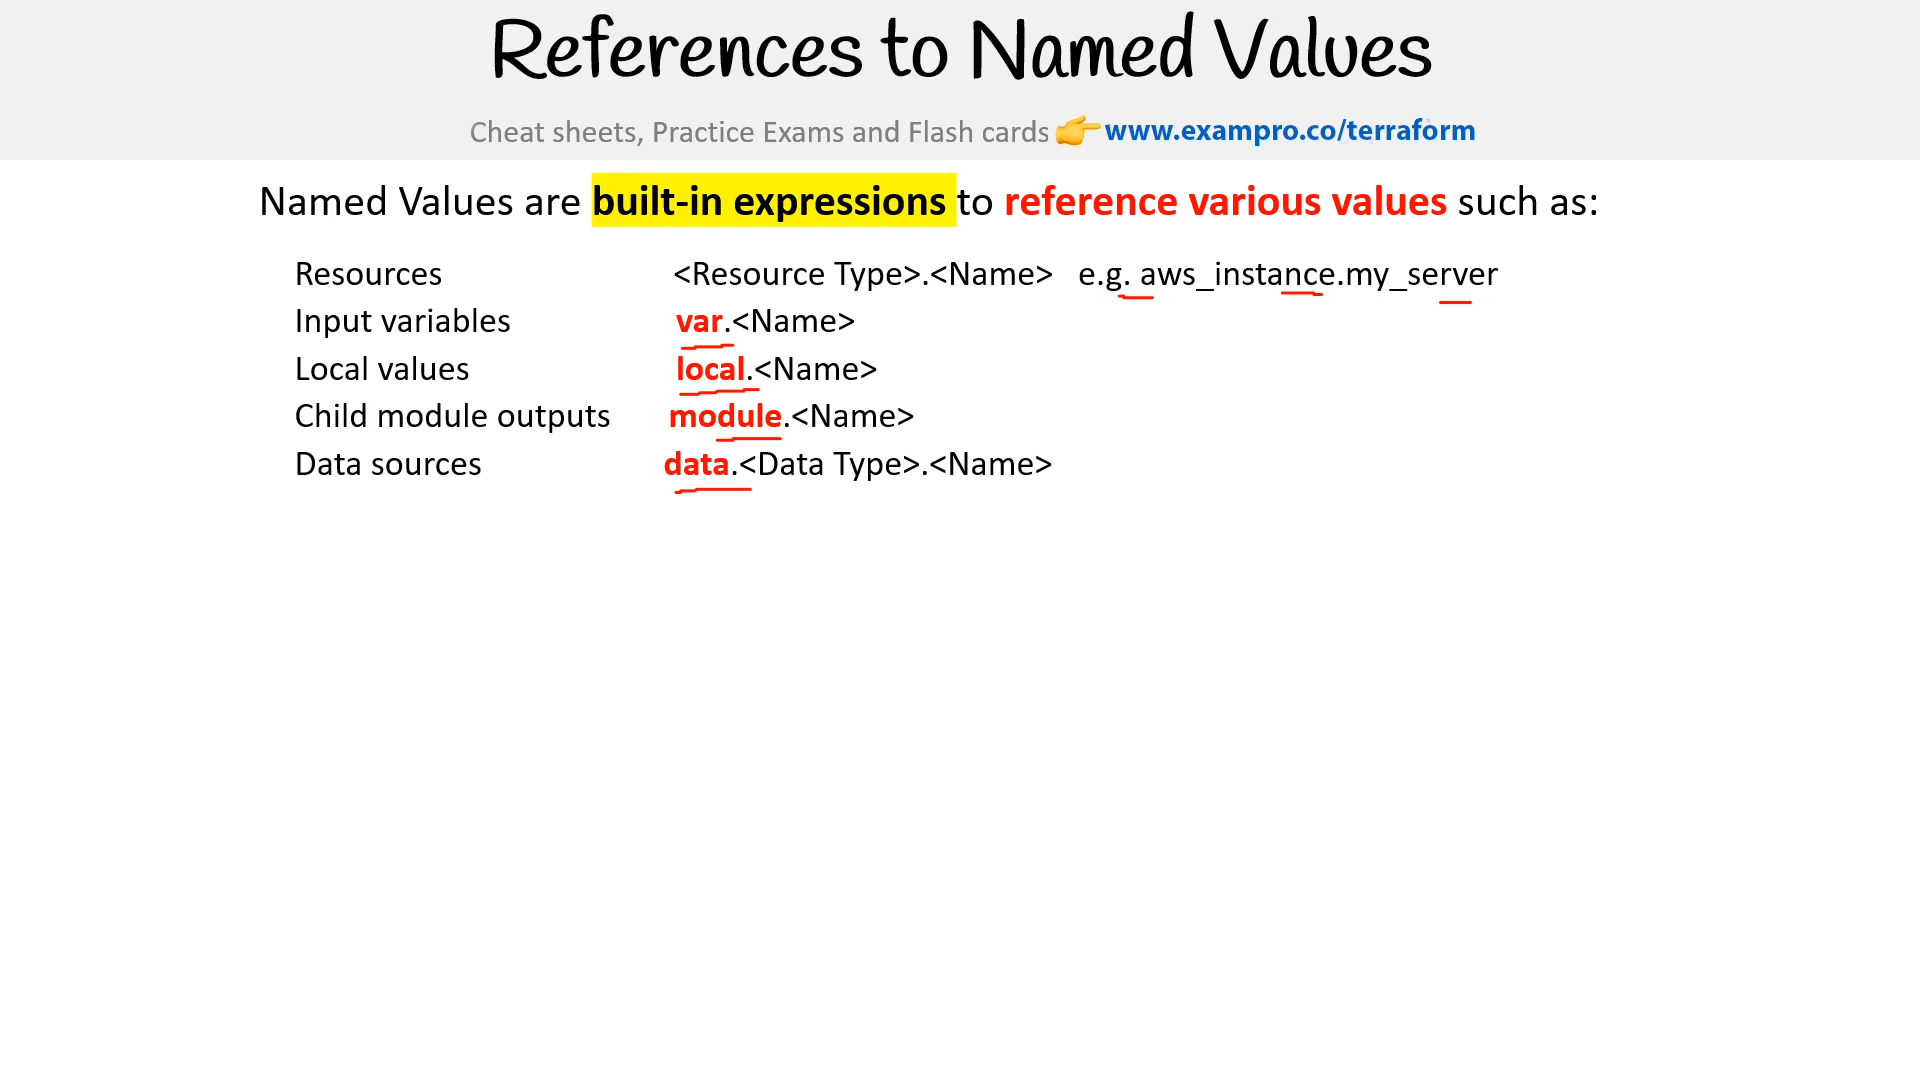 References to Named Values
Cheat sheets, Practice Exams and Flash cards www.exampro.co/terraform
Named Values are built-in expressions to reference various values such as:
Resources <Resource Type>.<Name> e.g. aws_instance.my_server
Input variables var.<Name>
Local values local.<Name>
Child module outputs module.<Name>
Data sources data.<Data Type>.<Name>